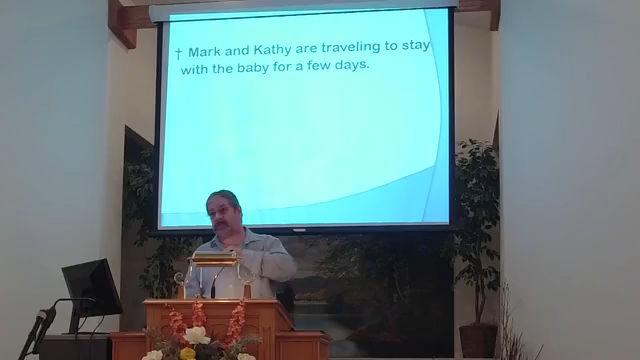 † Mark and Kathy are traveling to stay
with the baby for a few days.